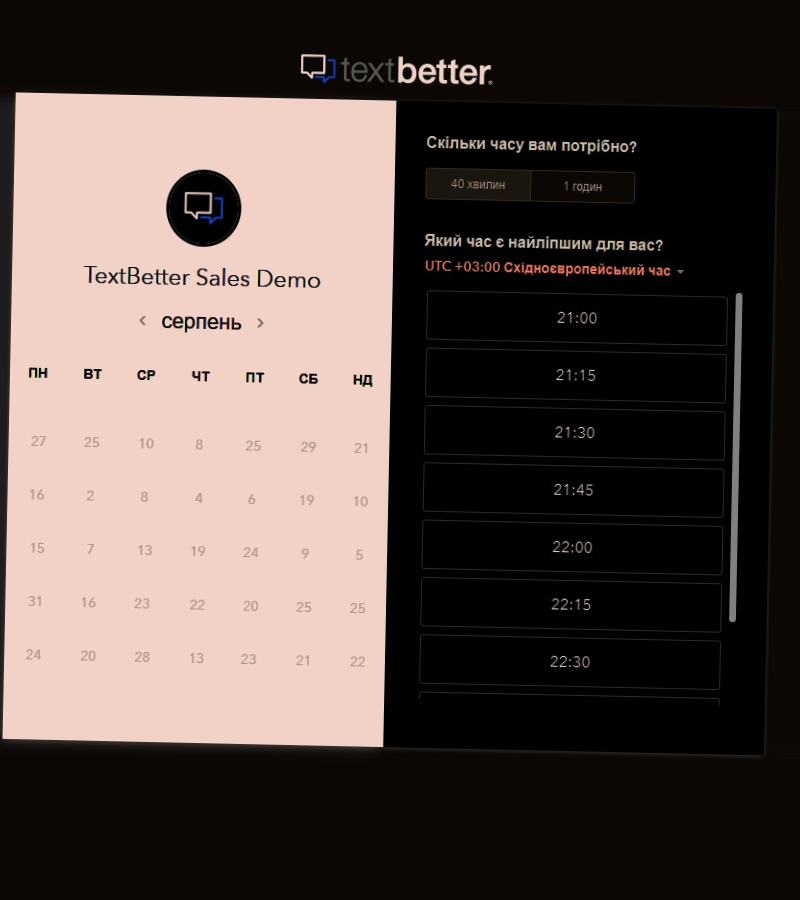 textbetter.
TextBetter Sales Demo
серпень
ПН ВТ СР ЧТ ПТ СБ НД
27 25 10 8 25 29 21
16 2 8 4 6 19 10
15 7 13 19 24 9 5
31 16 23 22 20 25 25
24 20 28 13 23 21 22
Скільки часу вам потрібно?
40 хвилин 1 годин
Який час є найліпшим для вас?
UTC +03:00 Східноєвропейський час
21:00
21:15
21:30
21:45
22:00
22:15
22:30